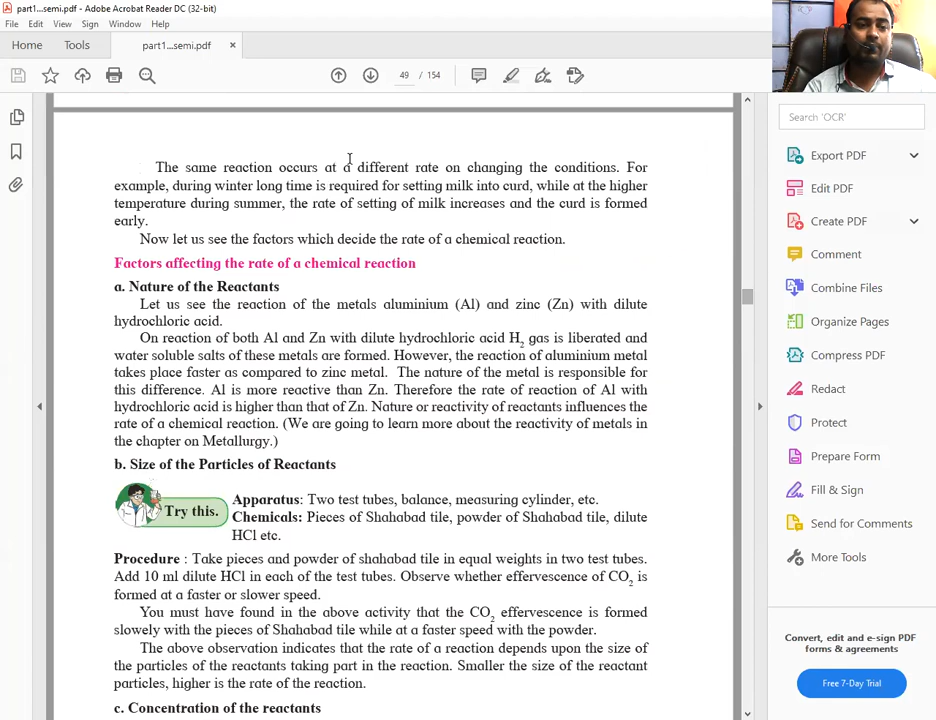 part1...semi.pdf - Adobe Acrobat Reader DC (32-bit)
File Edit View Sign Window Help
Home Tools part1...semi.pdf ×
49 / 154
Search 'OCR'
Export PDF
Edit PDF
Create PDF
Comment
Combine Files
Organize Pages
Compress PDF
Redact
Protect
Prepare Form
Fill & Sign
Send for Comments
More Tools
Convert, edit and e-sign PDF
forms & agreements
Free 7-Day Trial
The same reaction occurs at a different rate on changing the conditions. For
example, during winter long time is required for setting milk into curd, while at the higher
temperature during summer, the rate of setting of milk increases and the curd is formed
early.
Now let us see the factors which decide the rate of a chemical reaction.
Factors affecting the rate of a chemical reaction
a. Nature of the Reactants
Let us see the reaction of the metals aluminium (Al) and zinc (Zn) with dilute
hydrochloric acid.
On reaction of both Al and Zn with dilute hydrochloric acid H₂ gas is liberated and
water soluble salts of these metals are formed. However, the reaction of aluminium metal
takes place faster as compared to zinc metal. The nature of the metal is responsible for
this difference. Al is more reactive than Zn. Therefore the rate of reaction of Al with
hydrochloric acid is higher than that of Zn. Nature or reactivity of reactants influences the
rate of a chemical reaction. (We are going to learn more about the reactivity of metals in
the chapter on Metallurgy.)
b. Size of the Particles of Reactants
Try this.
Apparatus: Two test tubes, balance, measuring cylinder, etc.
Chemicals: Pieces of Shahabad tile, powder of Shahabad tile, dilute
HCl etc.
Procedure : Take pieces and powder of shahabad tile in equal weights in two test tubes.
Add 10 ml dilute HCl in each of the test tubes. Observe whether effervescence of CO₂ is
formed at a faster or slower speed.
You must have found in the above activity that the CO₂ effervescence is formed
slowely with the pieces of Shahabad tile while at a faster speed with the powder.
The above observation indicates that the rate of a reaction depends upon the size of
the particles of the reactants taking part in the reaction. Smaller the size of the reactant
particles, higher is the rate of the reaction.
c. Concentration of the reactants